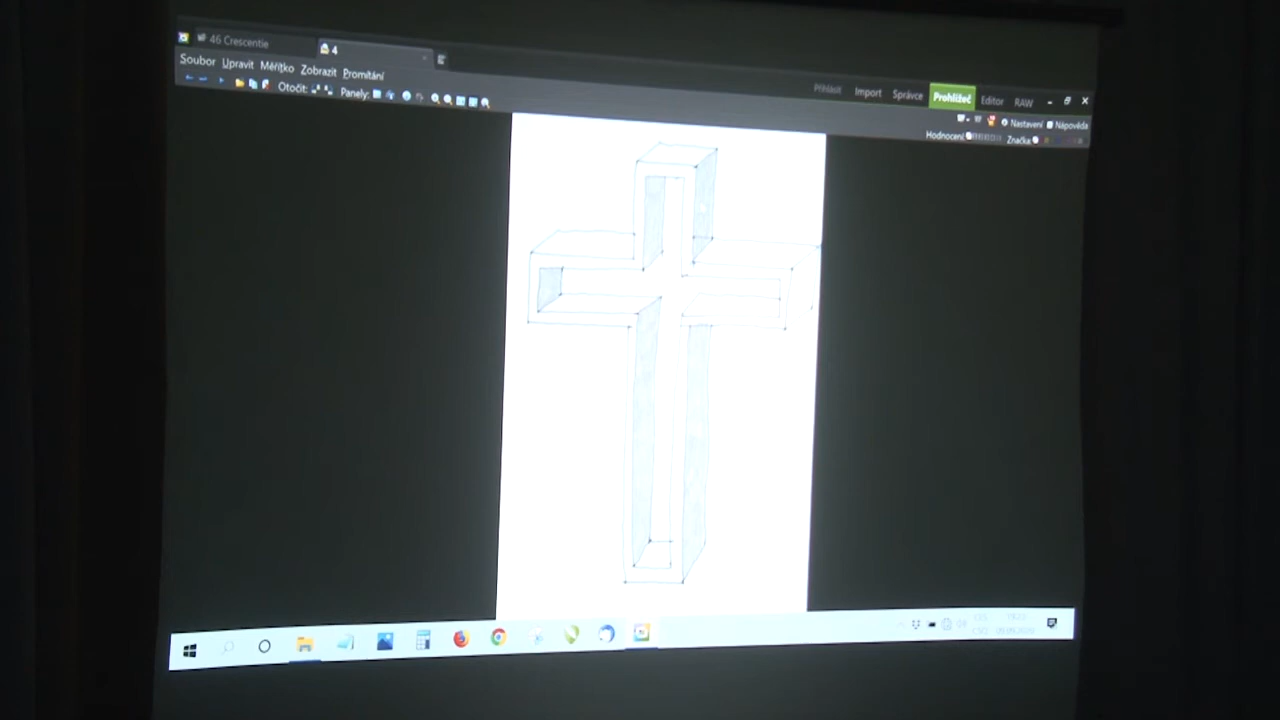 46 Crescentie
4
Soubor Upravit Měřítko Zobrazit Promítání
Přihlásit Import Správce Prohlížeč Editor RAW
Otočit: Panely:
Nastavení Nápověda
Hodnocení: Značka: